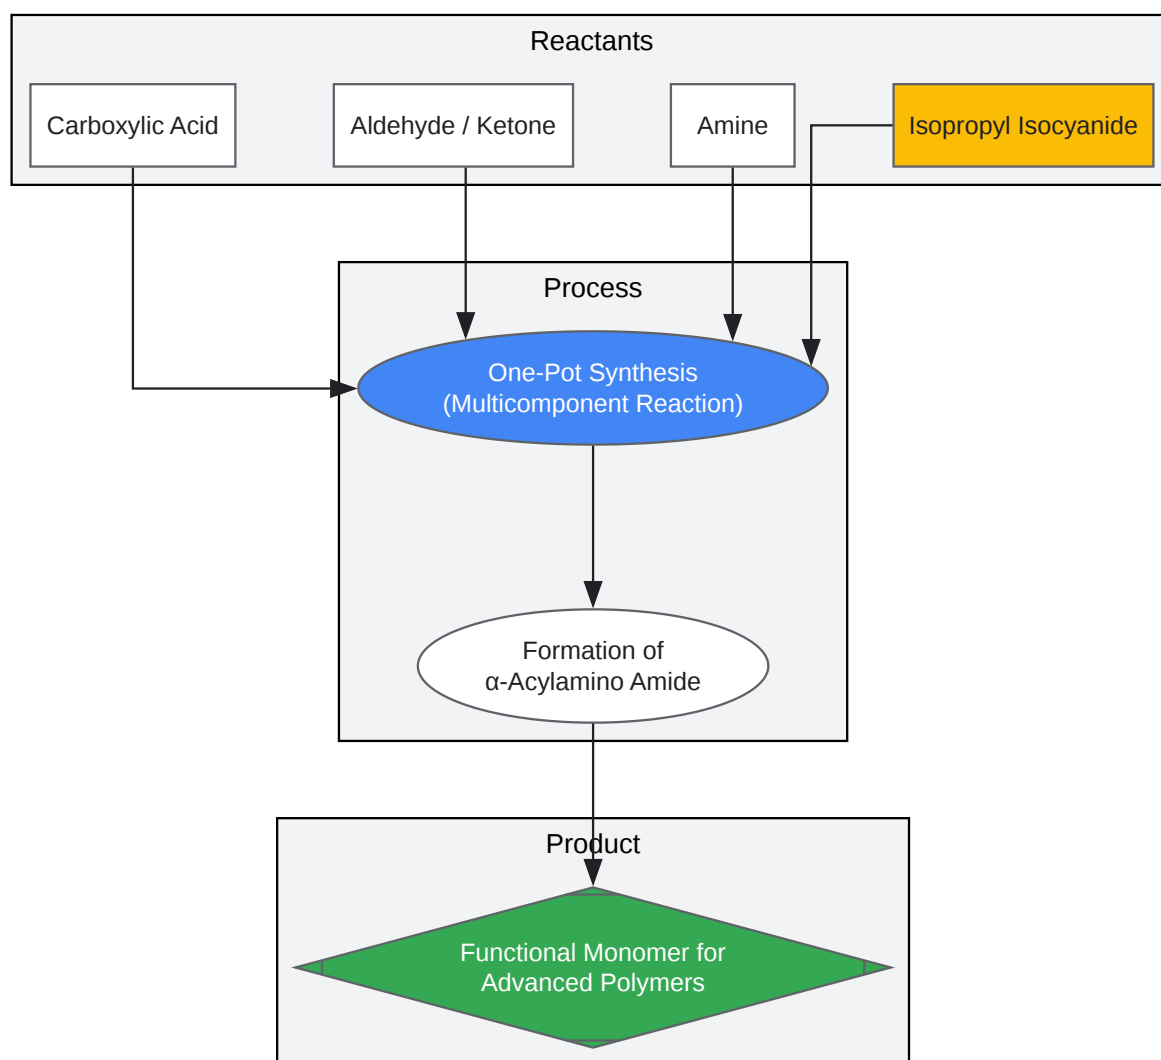 Reactants
Carboxylic Acid
Aldehyde / Ketone
Amine
Isopropyl Isocyanide
Process
One-Pot Synthesis
(Multicomponent Reaction)
Formation of
α-Acylamino Amide
Product
Functional Monomer for
Advanced Polymers